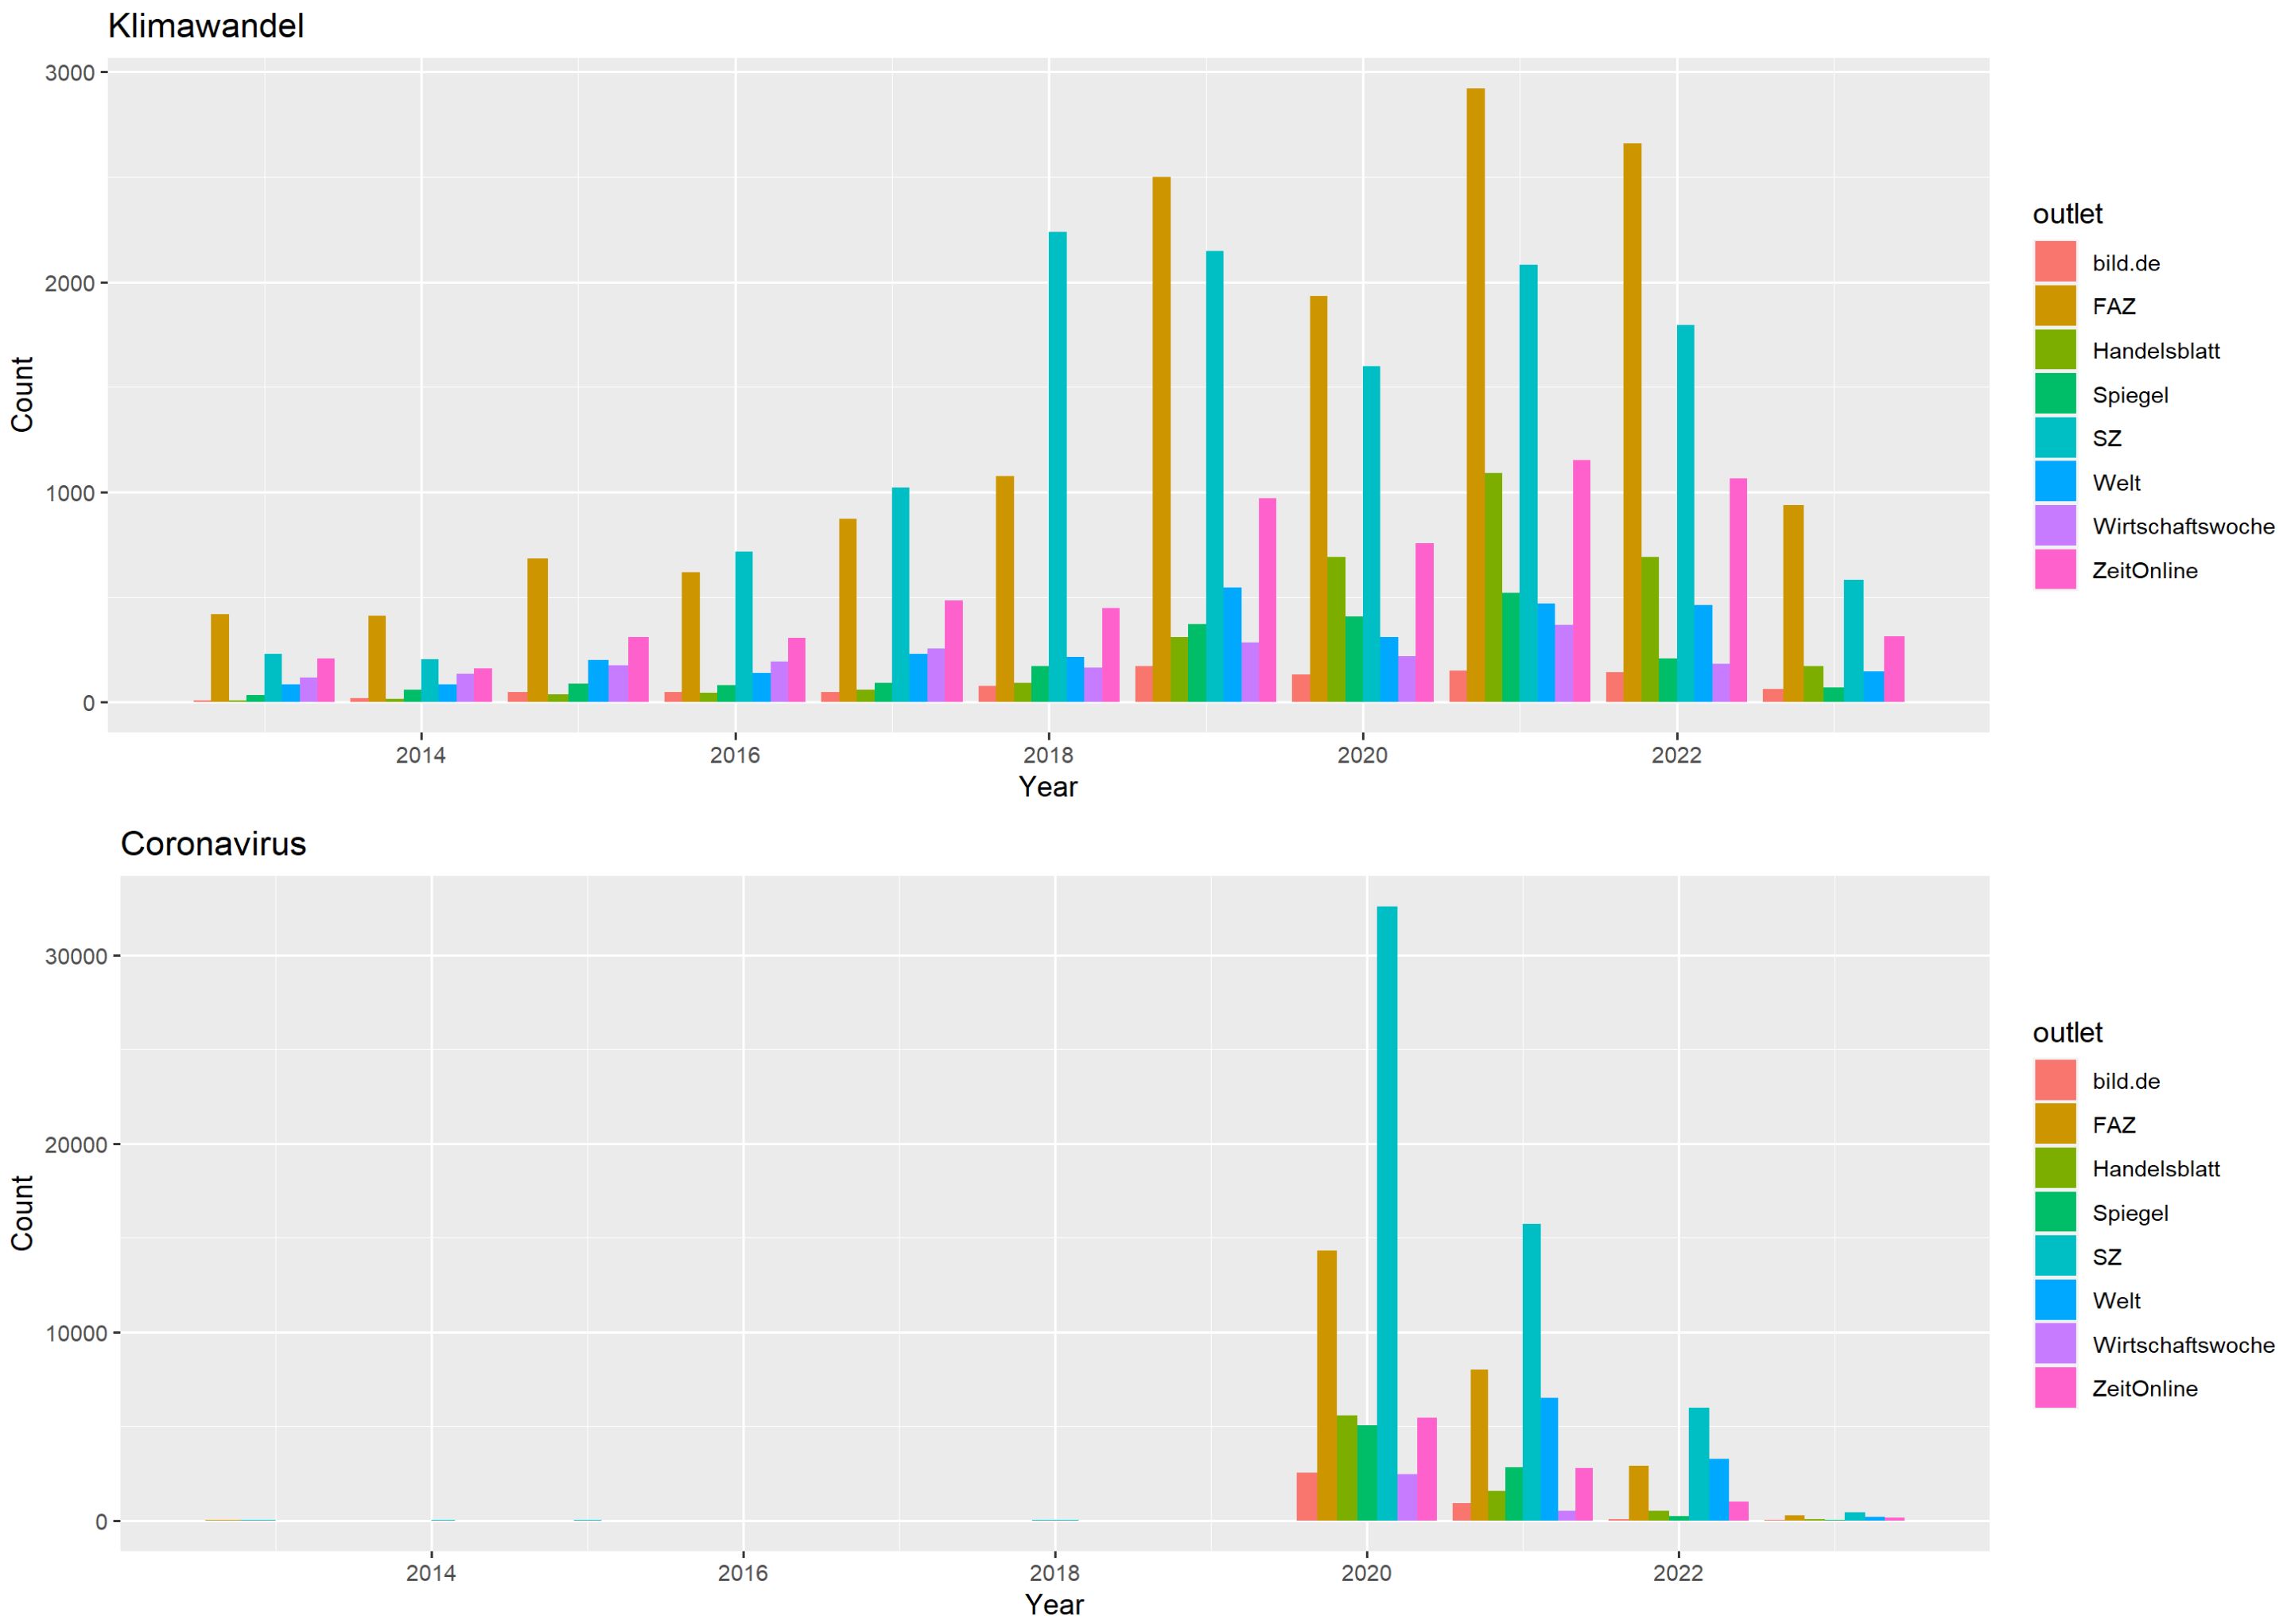 Klimawandel
3000
2000
1000
0
Count
2014 2016 2018 2020 2022
Year
outlet
bild.de
FAZ
Handelsblatt
Spiegel
SZ
Welt
Wirtschaftswoche
ZeitOnline
Coronavirus
30000
20000
10000
0
Count
2014 2016 2018 2020 2022
Year
outlet
bild.de
FAZ
Handelsblatt
Spiegel
SZ
Welt
Wirtschaftswoche
ZeitOnline